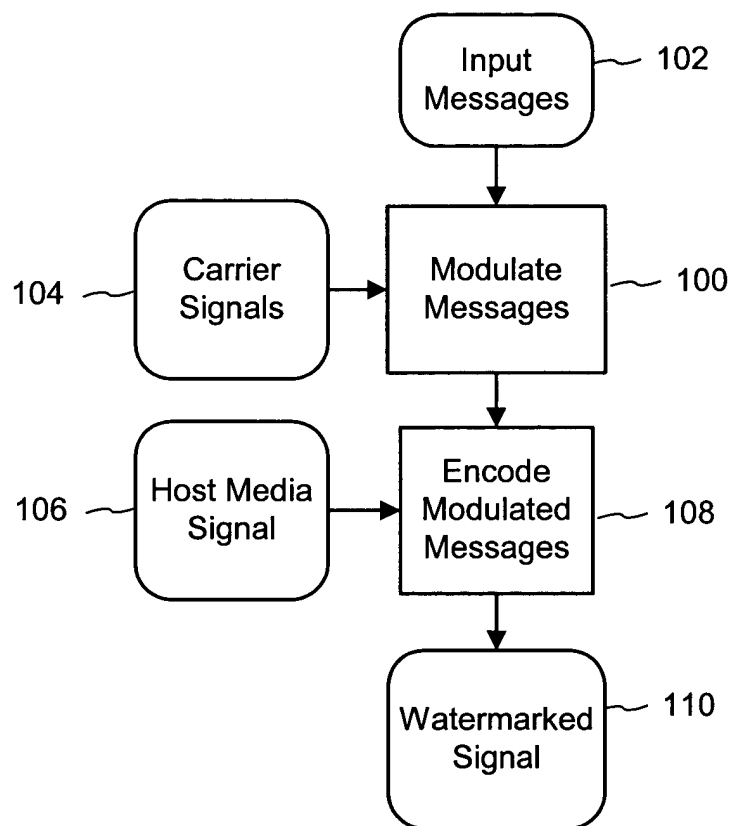 Input
Messages
102
Carrier
Signals
104
Modulate
Messages
100
Host Media
Signal
106
Encode
Modulated
Messages
108
Watermarked
Signal
110